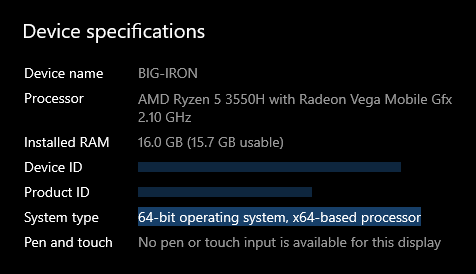 Device specifications
Device name BIG-IRON
Processor AMD Ryzen 5 3550H with Radeon Vega Mobile Gfx
2.10 GHz
Installed RAM 16.0 GB (15.7 GB usable)
Device ID
Product ID
System type 64-bit operating system, x64-based processor
Pen and touch No pen or touch input is available for this display